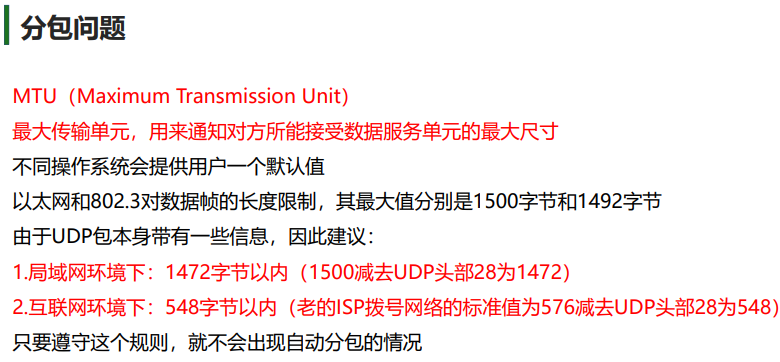 分包问题
MTU（Maximum Transmission Unit）
最大传输单元，用来通知对方所能接受数据服务单元的最大尺寸
不同操作系统会提供用户一个默认值
以太网和802.3对数据帧的长度限制，其最大值分别是1500字节和1492字节
由于UDP包本身带有一些信息，因此建议：
1.局域网环境下：1472字节以内（1500减去UDP头部28为1472）
2.互联网环境下：548字节以内（老的ISP拨号网络的标准值为576减去UDP头部28为548）
只要遵守这个规则，就不会出现自动分包的情况